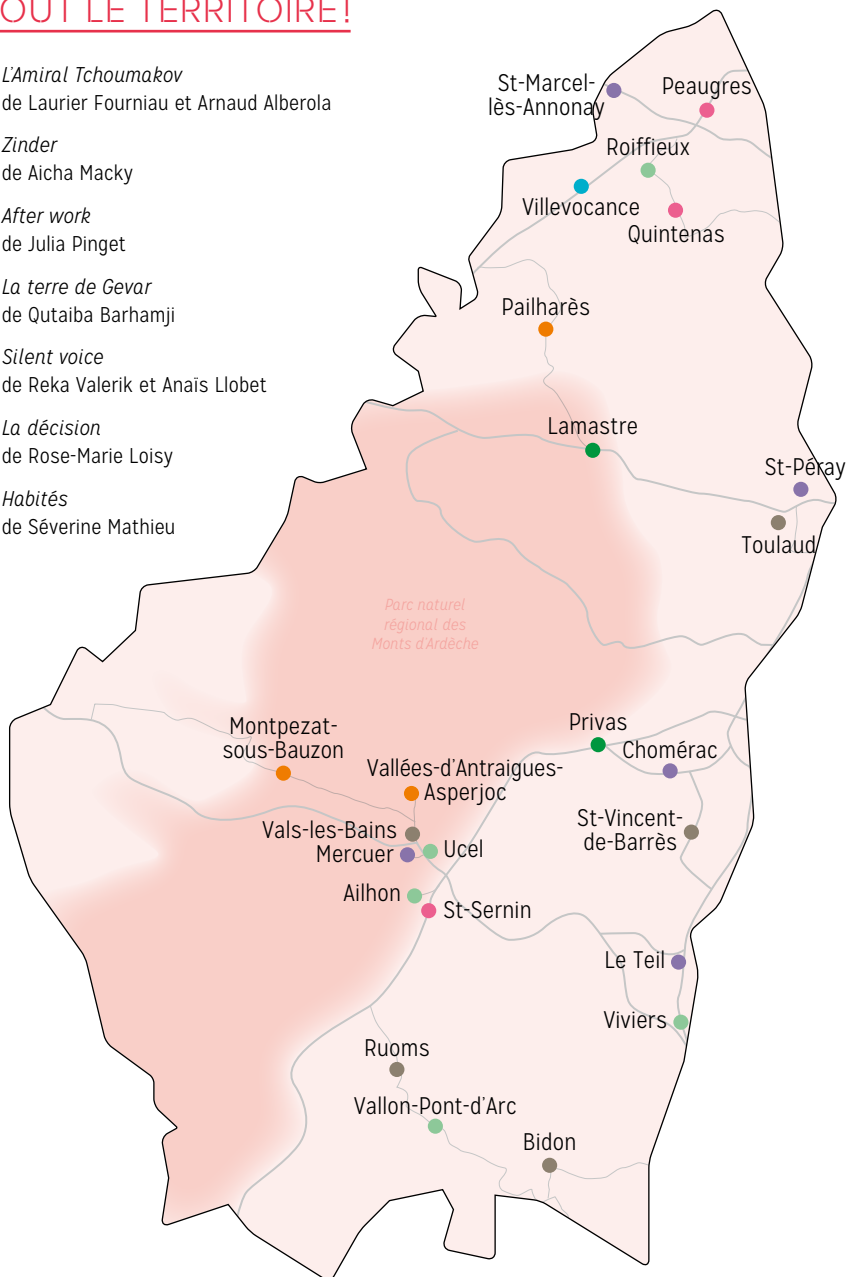 OUT LE TERRITOIRE!
L'Amiral Tchoumakov
de Laurier Fourniau et Arnaud Alberola
Zinder
de Aicha Macky
After work
de Julia Pinget
La terre de Gevar
de Qutaiba Barhamji
Silent voice
de Reka Valerik et Anaïs Llobet
La décision
de Rose-Marie Loisy
Habités
de Séverine Mathieu
St-Marcel-
lès-Annonay
Peaugres
Roiffieux
Villevocance
Quintenas
Pailharès
Lamastre
St-Péray
Toulaud
Parc naturel
régional des
Monts d'Ardèche
Privas
Chomérac
Montpezat-
sous-Bauzon
Vallées-d'Antraigues-
Asperjoc
St-Vincent-
de-Barrès
Vals-les-Bains
Mercuer
Ucel
Ailhon
St-Sernin
Le Teil
Viviers
Ruoms
Vallon-Pont-d'Arc
Bidon